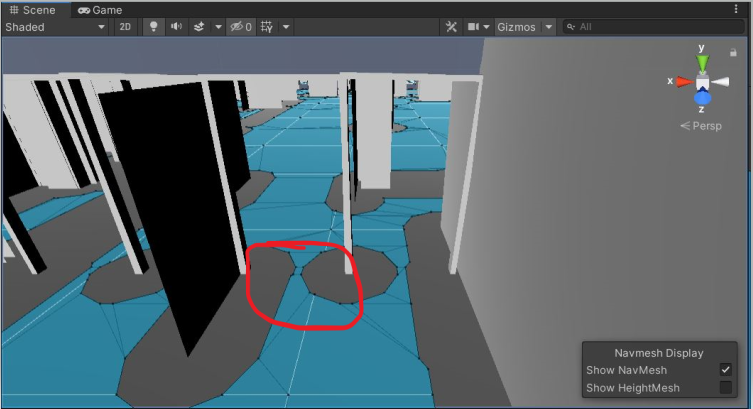 Scene Game
Shaded 2D 0 Gizmos All
y
x
z
Persp
Navmesh Display
Show NavMesh
Show HeightMesh